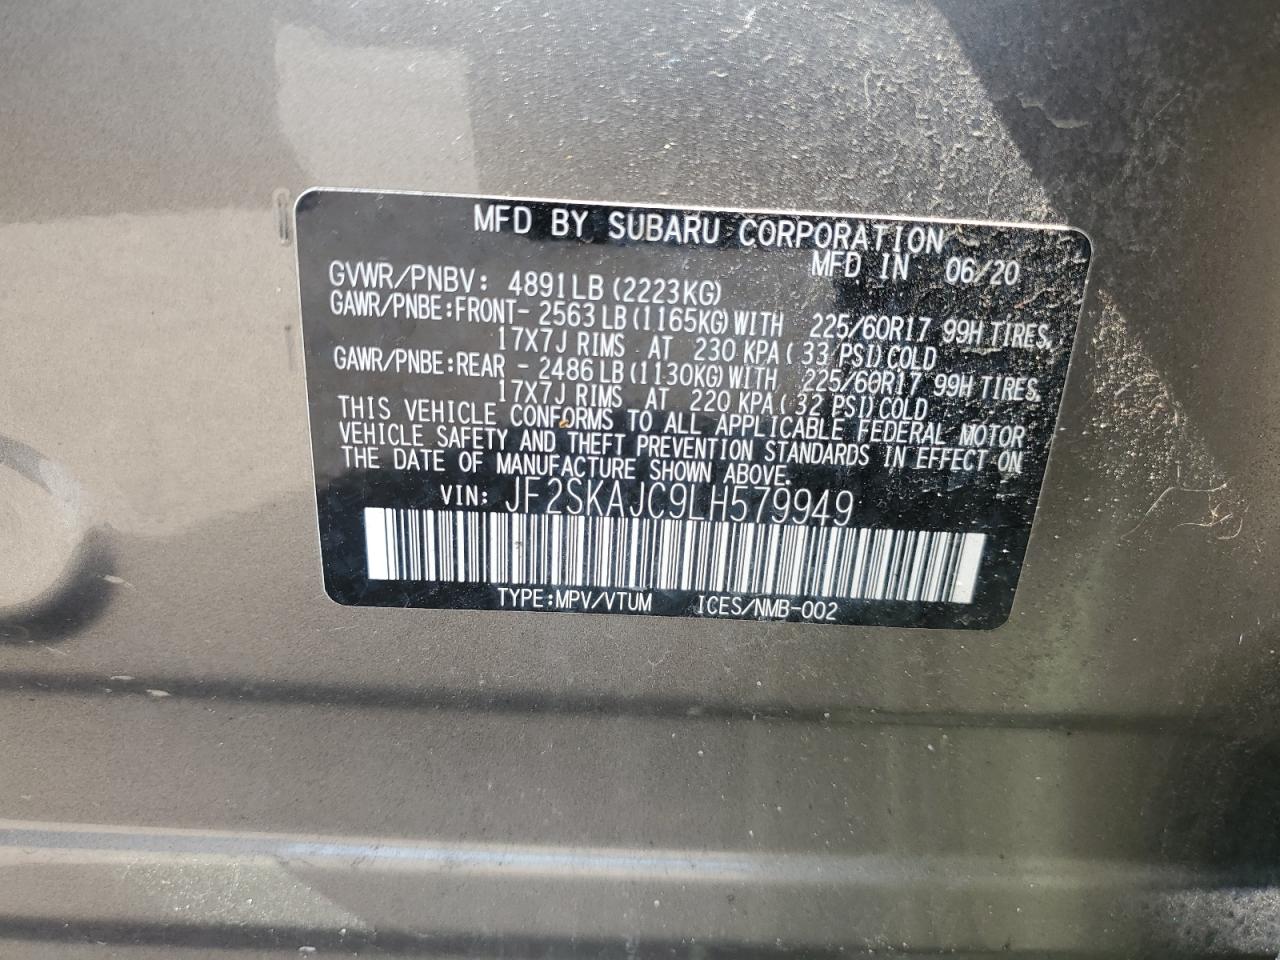 MFD BY SUBARU CORPORATION
MFD IN 06/20
GVWR/PNBV: 4891LB (2223KG)
GAWR/PNBE:FRONT- 2563LB(1165KG)WITH 225/60R17 99H TIRES,
17X7J RIMS AT 230 KPA( 33 PSI)COLD
GAWR/PNBE:REAR - 2486LB(1130KG)WITH 225/60R17 99H TIRES,
17X7J RIMS AT 220 KPA( 32 PSI)COLD
THIS VEHICLE CONFORMS TO ALL APPLICABLE FEDERAL MOTOR
VEHICLE SAFETY AND THEFT PREVENTION STANDARDS IN EFFECT ON
THE DATE OF MANUFACTURE SHOWN ABOVE.
VIN: JF2SKAJC9LH579949
TYPE:MPV/VTUM ICES/NMB-002